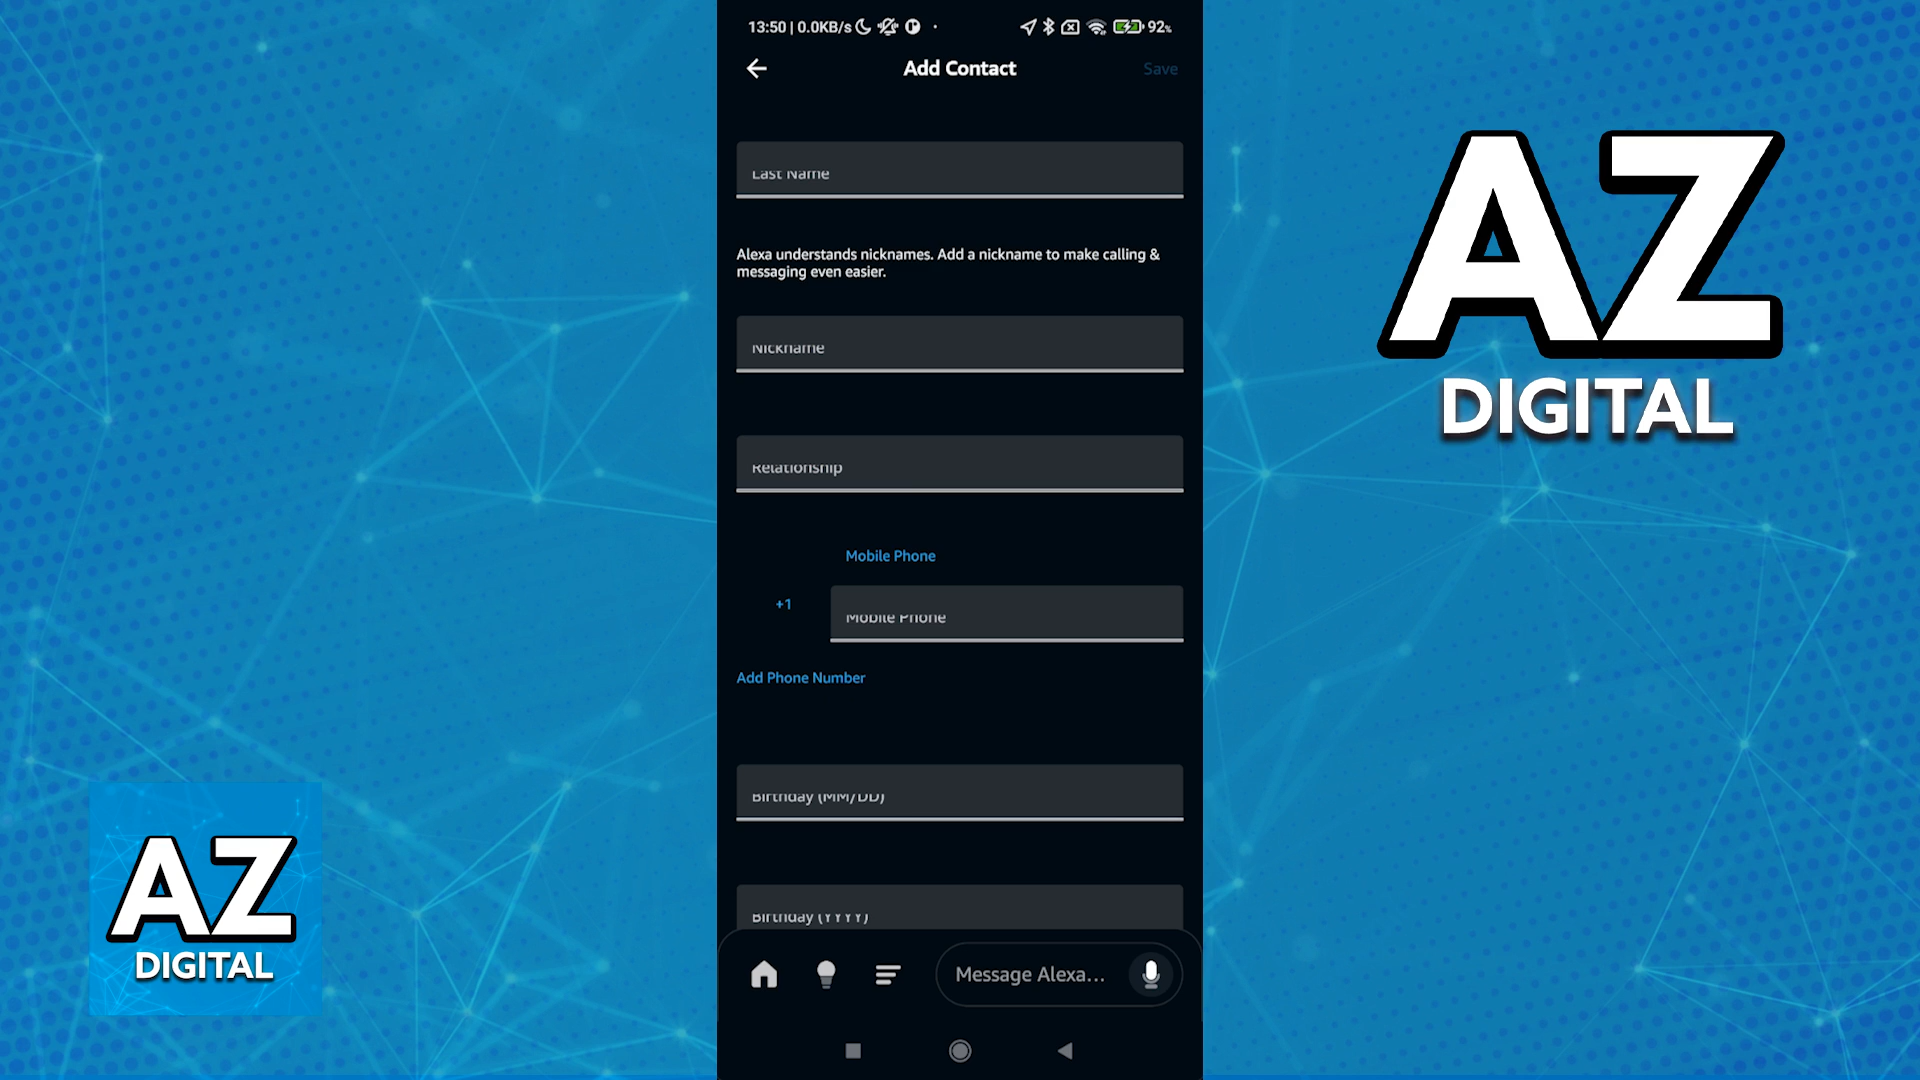 13:50 | 0.0KB/s
92%
Add Contact
Save
Last Name
Alexa understands nicknames. Add a nickname to make calling &
messaging even easier.
Nickname
Relationship
Mobile Phone
+1
Mobile Phone
Add Phone Number
Birthday (MM/DD)
Birthday (YYYY)
Message Alexa...
AZ
DIGITAL
AZ
DIGITAL